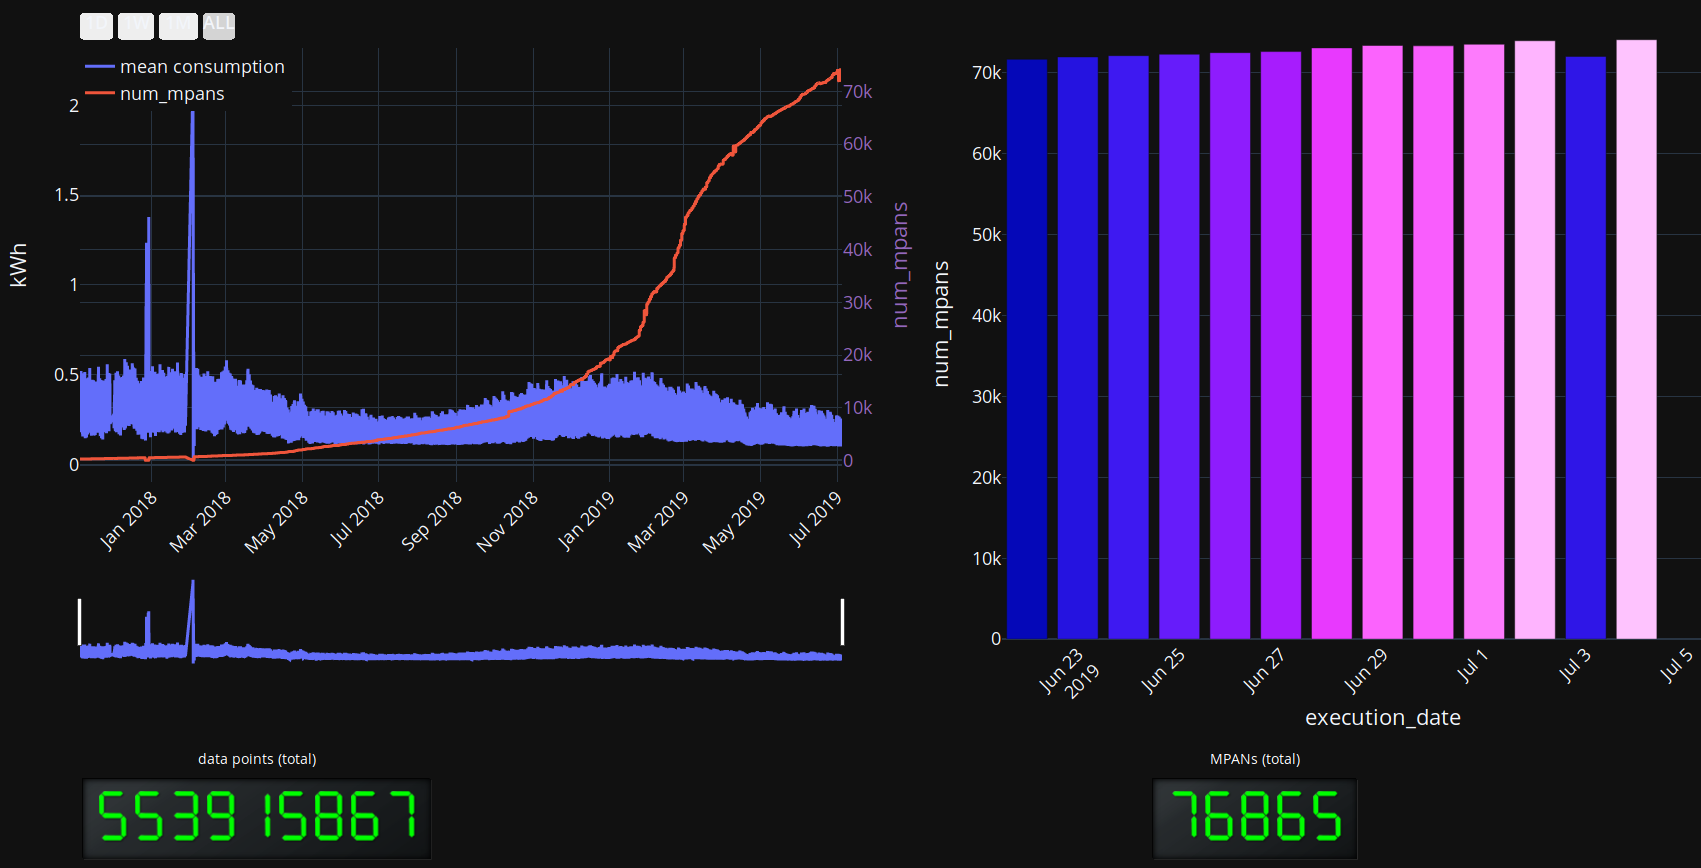 1D 1W 1M ALL
mean consumption
num_mpans
kWh
2
1.5
1
0.5
0
70k
60k
50k
40k
30k
20k
10k
0
num_mpans
Jan 2018
Mar 2018
May 2018
Jul 2018
Sep 2018
Nov 2018
Jan 2019
Mar 2019
May 2019
Jul 2019
num_mpans
70k
60k
50k
40k
30k
20k
10k
0
Jun 23
2019
Jun 25
Jun 27
Jun 29
Jul 1
Jul 3
Jul 5
execution_date
data points (total)
553915867
MPANs (total)
76865